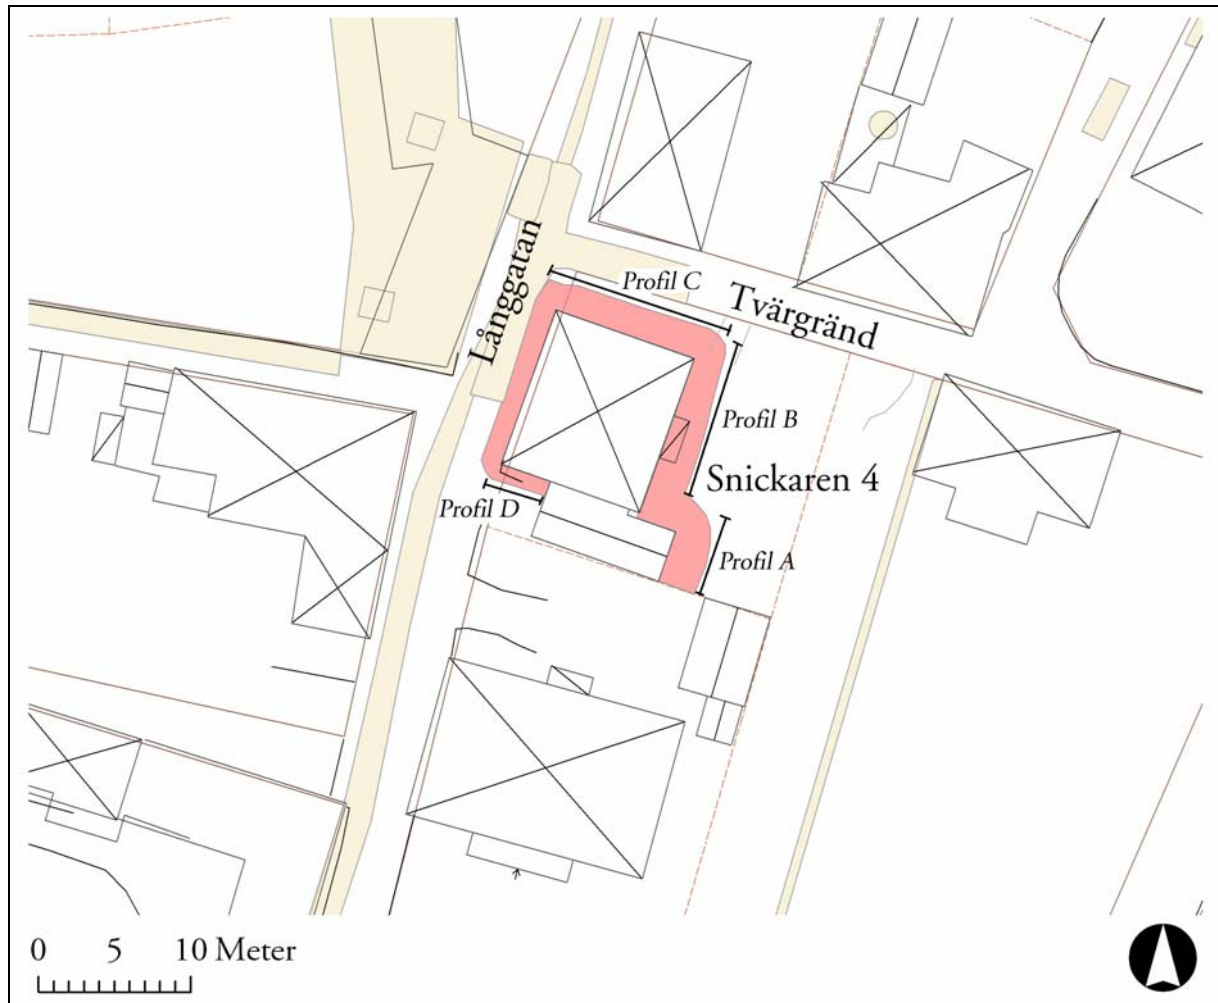 Långgatan
Profil C
Tvärgränd
Profil B
Snickaren 4
Profil D
Profil A
0 5 10 Meter